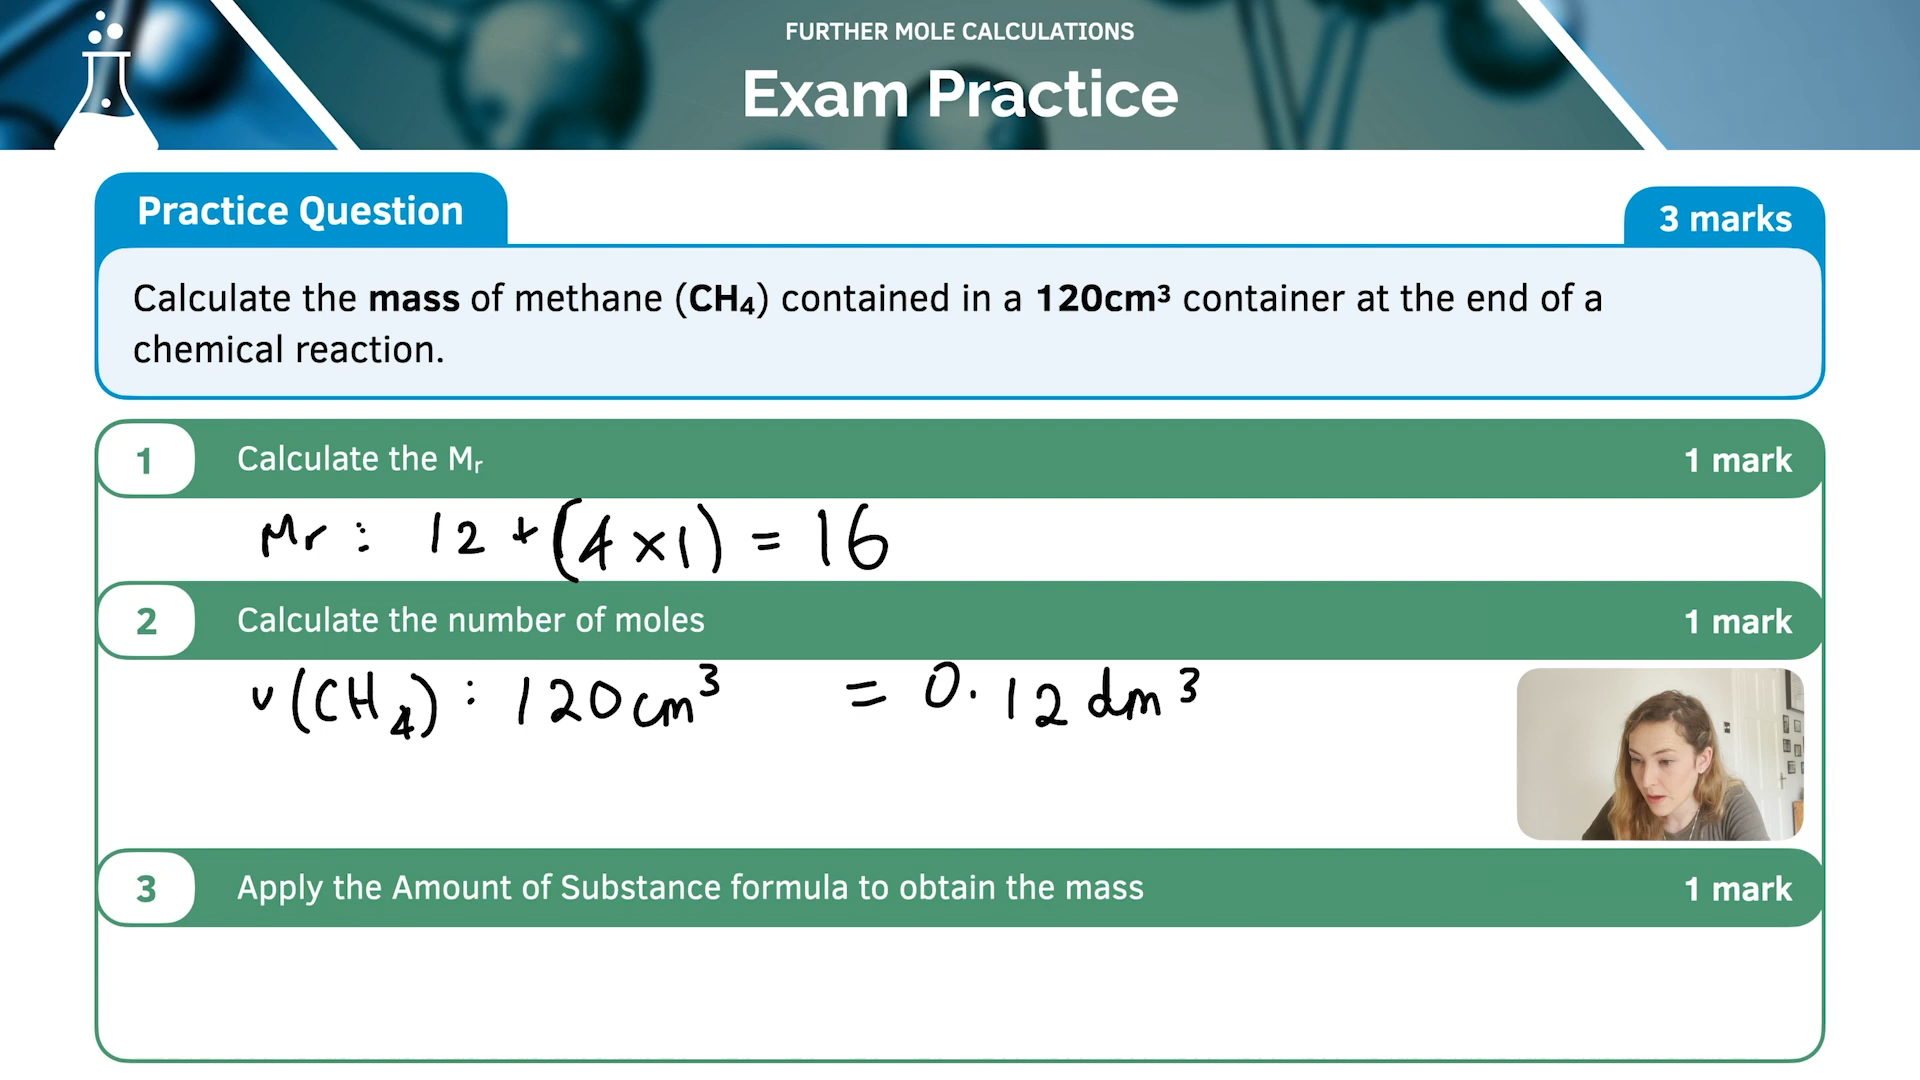 FURTHER MOLE CALCULATIONS
Exam Practice
Practice Question
3 marks
Calculate the mass of methane (CH₄) contained in a 120cm³ container at the end of a
chemical reaction.
1 Calculate the Mᵣ 1 mark
Mr : 12 + (4 × 1) = 16
2 Calculate the number of moles 1 mark
v(CH₄) : 120cm³ = 0.12 dm³
3 Apply the Amount of Substance formula to obtain the mass 1 mark